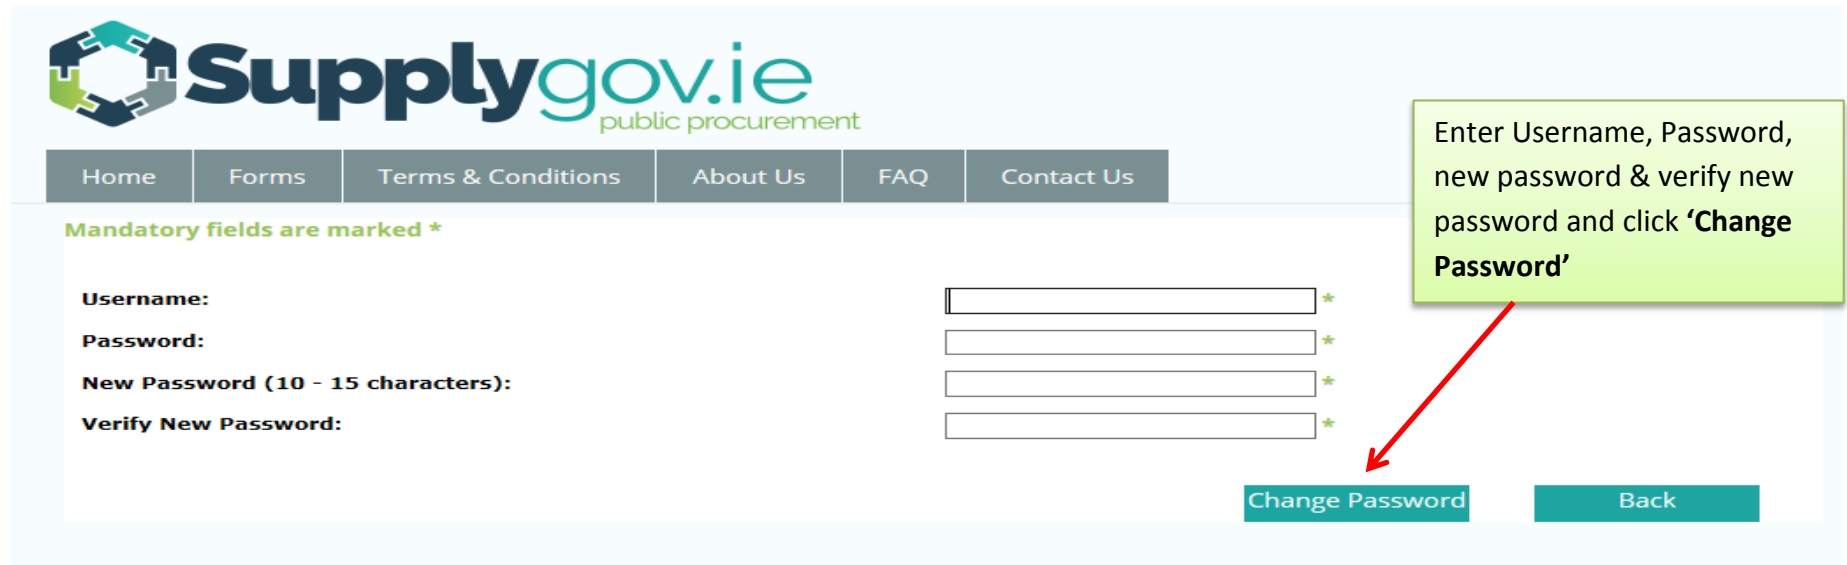 Supplygov.ie
public procurement
Enter Username, Password,
new password & verify new
password and click ‘Change
Password’
Home Forms Terms & Conditions About Us FAQ Contact Us
Mandatory fields are marked *
Username: *
Password: *
New Password (10 - 15 characters): *
Verify New Password: *
Change Password Back